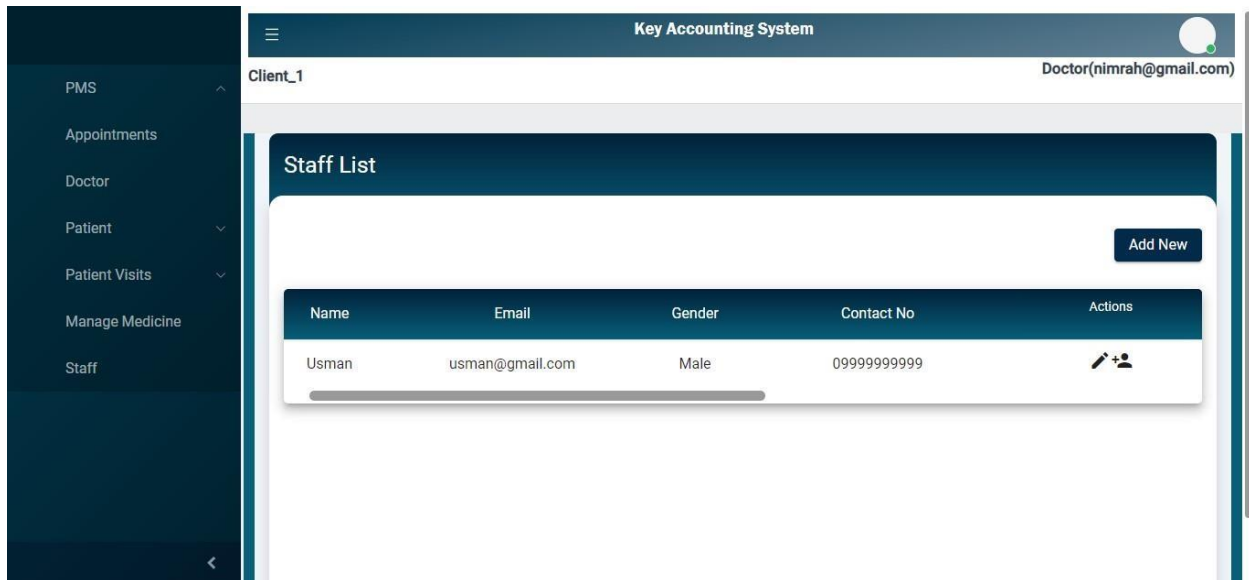 Key Accounting System
Client_1
Doctor(nimrah@gmail.com)
PMS
Appointments
Doctor
Patient
Patient Visits
Manage Medicine
Staff
Staff List
Add New
Name Email Gender Contact No Actions
Usman usman@gmail.com Male 09999999999